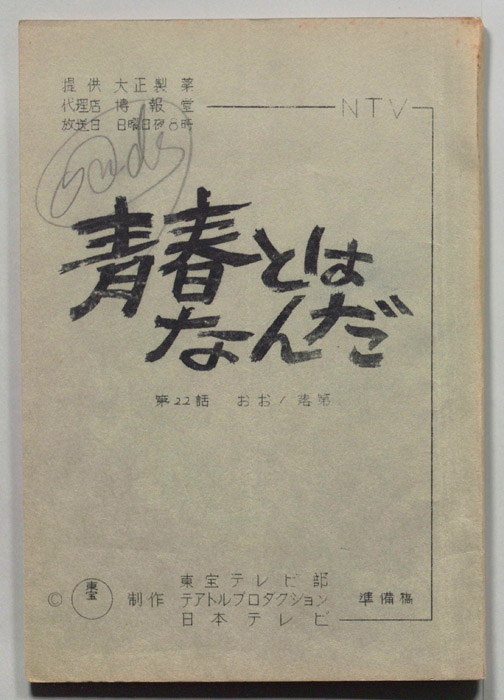 提供 大正製薬
代理店 博報堂
放送日 日曜日夜8時
NTV
青春とは
なんだ
第22話 おお!落第
東宝テレビ部
© 東宝 制作 テアトルプロダクション 準備稿
日本テレビ